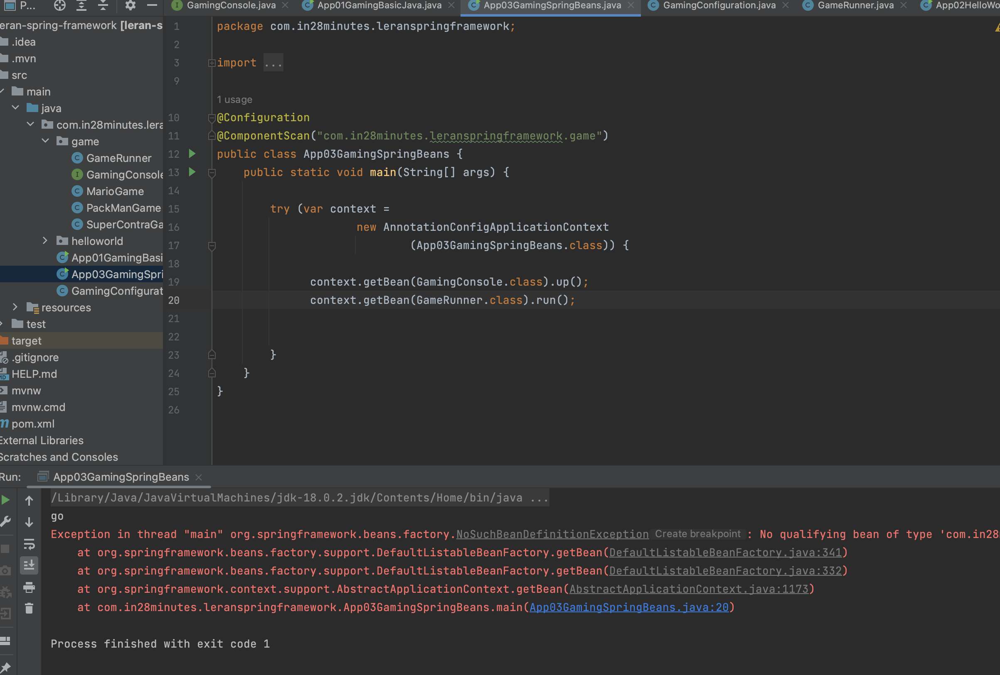 P...
GamingConsole.java
App01GamingBasicJava.java
App03GamingSpringBeans.java
GamingConfiguration.java
GameRunner.java
App02HelloWo
eran-spring-framework [leran-s
.idea
.mvn
src
main
java
com.in28minutes.lera
game
GameRunner
GamingConsole
MarioGame
PackManGame
SuperContraGa
helloworld
App01GamingBasi
App03GamingSpri
GamingConfigurat
resources
test
target
.gitignore
HELP.md
mvnw
mvnw.cmd
pom.xml
External Libraries
Scratches and Consoles
1 package com.in28minutes.leranspringframework;
2
3 import ...
9
1 usage
10 @Configuration
11 @ComponentScan("com.in28minutes.leranspringframework.game")
12 public class App03GamingSpringBeans {
13 public static void main(String[] args) {
14
15 try (var context =
16 new AnnotationConfigApplicationContext
17 (App03GamingSpringBeans.class)) {
18
19 context.getBean(GamingConsole.class).up();
20 context.getBean(GameRunner.class).run();
21
22
23 }
24 }
25 }
26
Run: App03GamingSpringBeans
/Library/Java/JavaVirtualMachines/jdk-18.0.2.jdk/Contents/Home/bin/java ...
go
Exception in thread "main" org.springframework.beans.factory.NoSuchBeanDefinitionException Create breakpoint : No qualifying bean of type 'com.in28
at org.springframework.beans.factory.support.DefaultListableBeanFactory.getBean(DefaultListableBeanFactory.java:341)
at org.springframework.beans.factory.support.DefaultListableBeanFactory.getBean(DefaultListableBeanFactory.java:332)
at org.springframework.context.support.AbstractApplicationContext.getBean(AbstractApplicationContext.java:1173)
at com.in28minutes.leranspringframework.App03GamingSpringBeans.main(App03GamingSpringBeans.java:20)
Process finished with exit code 1